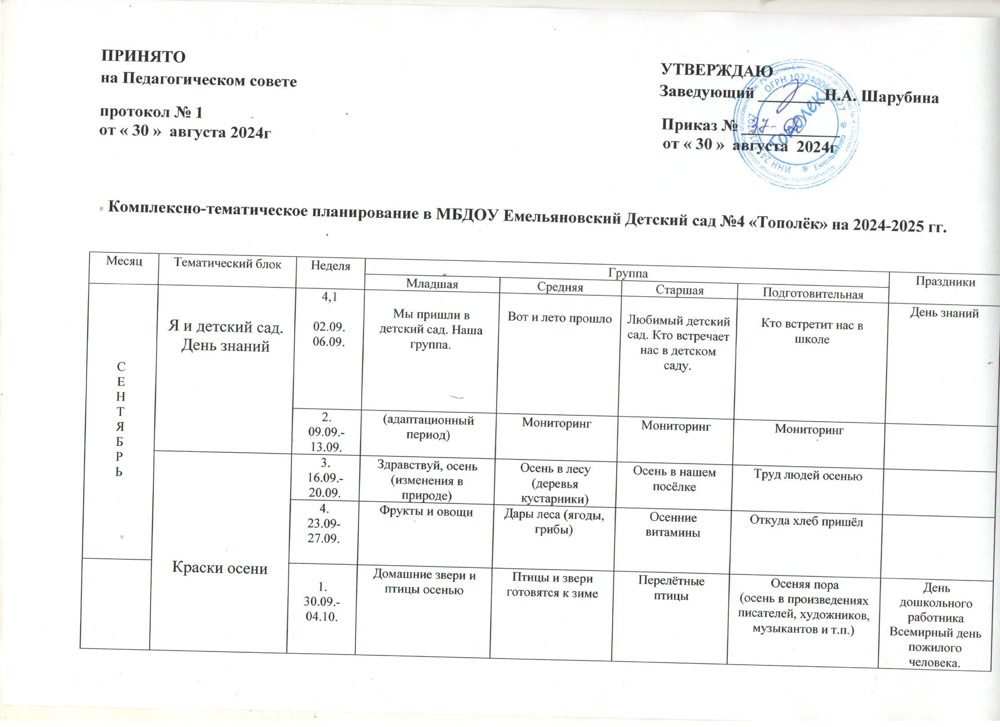 ПРИНЯТО
на Педагогическом совете
протокол № 1
от « 30 » августа 2024г
УТВЕРЖДАЮ
Заведующий ________ Н.А. Шарубина
Приказ № 37-
от « 30 » августа 2024г
ОГРН
ИНН
* Емельяново *
Тополек
Комплексно-тематическое планирование в МБДОУ Емельяновский Детский сад №4 «Тополёк» на 2024-2025 гг.
Месяц
Тематический блок
Неделя
Группа
Праздники
Младшая
Средняя
Старшая
Подготовительная
С
Е
Н
Т
Я
Б
Р
Ь
Я и детский сад.
День знаний
4,1
02.09.
06.09.
Мы пришли в
детский сад. Наша
группа.
Вот и лето прошло
Любимый детский
сад. Кто встречает
нас в детском
саду.
Кто встретит нас в
школе
День знаний
2.
09.09.-
13.09.
(адаптационный
период)
Мониторинг
Мониторинг
Мониторинг
Краски осени
3.
16.09.-
20.09.
Здравствуй, осень
(изменения в
природе)
Осень в лесу
(деревья
кустарники)
Осень в нашем
посёлке
Труд людей осенью
4.
23.09-
27.09.
Фрукты и овощи
Дары леса (ягоды,
грибы)
Осенние
витамины
Откуда хлеб пришёл
1.
30.09.-
04.10.
Домашние звери и
птицы осенью
Птицы и звери
готовятся к зиме
Перелётные
птицы
Осеняя пора
(осень в произведениях
писателей, художников,
музыкантов и т.п.)
День
дошкольного
работника
Всемирный день
пожилого
человека.